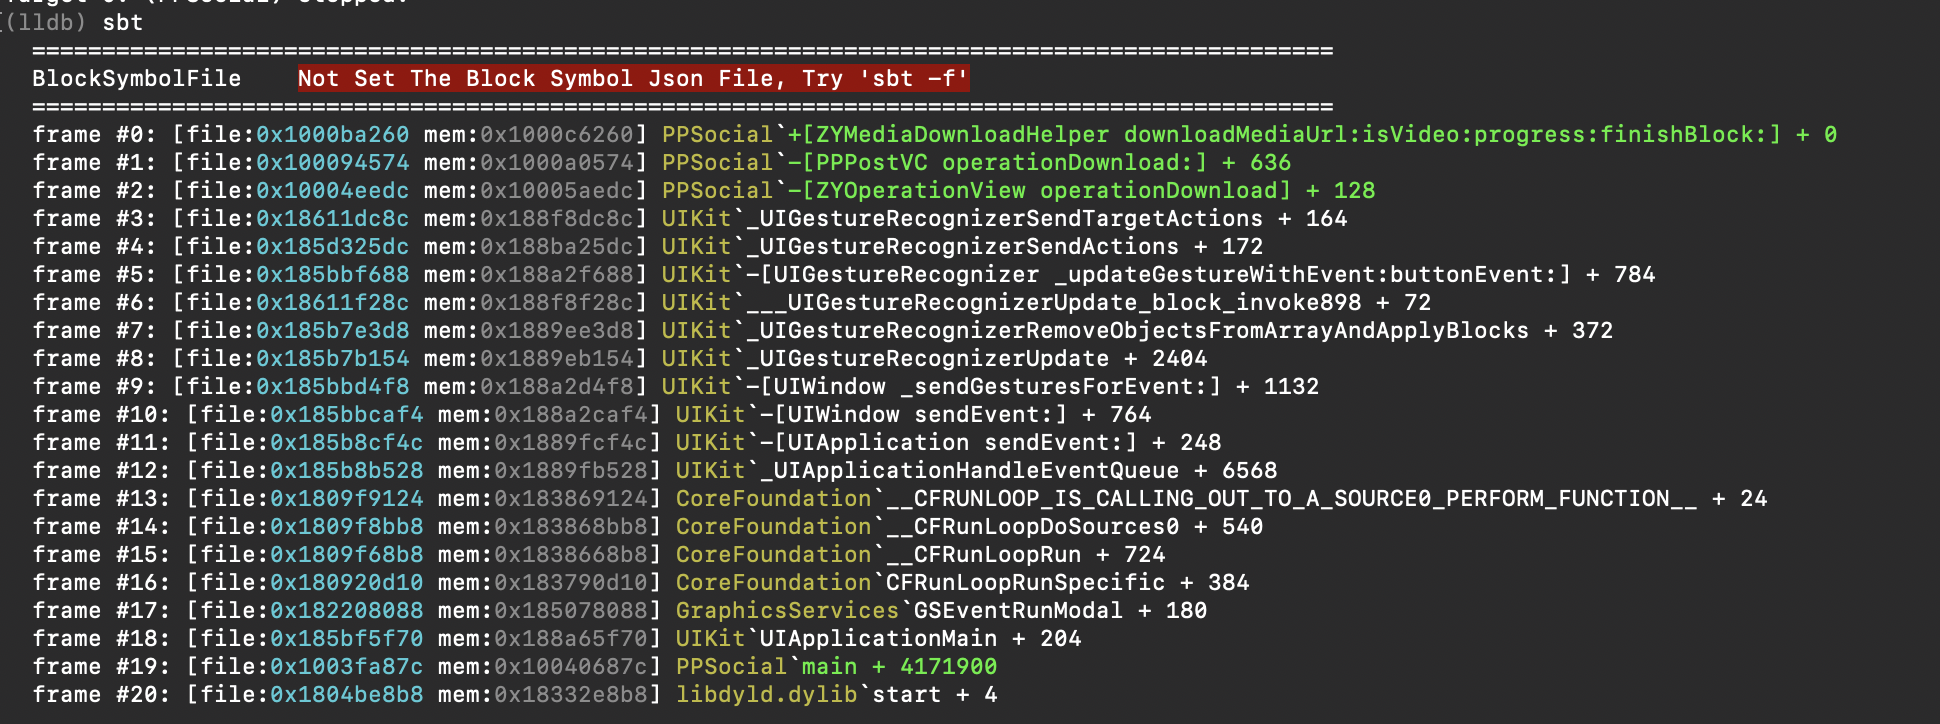 (lldb) sbt
==============================================================================================
BlockSymbolFile    Not Set The Block Symbol Json File, Try 'sbt -f'
==============================================================================================
frame #0: [file:0x1000ba260 mem:0x1000c6260] PPSocial`+[ZYMediaDownloadHelper downloadMediaUrl:isVideo:progress:finishBlock:] + 0
frame #1: [file:0x100094574 mem:0x1000a0574] PPSocial`-[PPPostVC operationDownload:] + 636
frame #2: [file:0x10004eedc mem:0x10005aedc] PPSocial`-[ZYOperationView operationDownload] + 128
frame #3: [file:0x18611dc8c mem:0x188f8dc8c] UIKit`_UIGestureRecognizerSendTargetActions + 164
frame #4: [file:0x185d325dc mem:0x188ba25dc] UIKit`_UIGestureRecognizerSendActions + 172
frame #5: [file:0x185bbf688 mem:0x188a2f688] UIKit`-[UIGestureRecognizer _updateGestureWithEvent:buttonEvent:] + 784
frame #6: [file:0x18611f28c mem:0x188f8f28c] UIKit`___UIGestureRecognizerUpdate_block_invoke898 + 72
frame #7: [file:0x185b7e3d8 mem:0x1889ee3d8] UIKit`_UIGestureRecognizerRemoveObjectsFromArrayAndApplyBlocks + 372
frame #8: [file:0x185b7b154 mem:0x1889eb154] UIKit`_UIGestureRecognizerUpdate + 2404
frame #9: [file:0x185bbd4f8 mem:0x188a2d4f8] UIKit`-[UIWindow _sendGesturesForEvent:] + 1132
frame #10: [file:0x185bbcaf4 mem:0x188a2caf4] UIKit`-[UIWindow sendEvent:] + 764
frame #11: [file:0x185b8cf4c mem:0x1889fcf4c] UIKit`-[UIApplication sendEvent:] + 248
frame #12: [file:0x185b8b528 mem:0x1889fb528] UIKit`_UIApplicationHandleEventQueue + 6568
frame #13: [file:0x1809f9124 mem:0x183869124] CoreFoundation`__CFRUNLOOP_IS_CALLING_OUT_TO_A_SOURCE0_PERFORM_FUNCTION__ + 24
frame #14: [file:0x1809f8bb8 mem:0x183868bb8] CoreFoundation`__CFRunLoopDoSources0 + 540
frame #15: [file:0x1809f68b8 mem:0x1838668b8] CoreFoundation`__CFRunLoopRun + 724
frame #16: [file:0x180920d10 mem:0x183790d10] CoreFoundation`CFRunLoopRunSpecific + 384
frame #17: [file:0x182208088 mem:0x185078088] GraphicsServices`GSEventRunModal + 180
frame #18: [file:0x185bf5f70 mem:0x188a65f70] UIKit`UIApplicationMain + 204
frame #19: [file:0x1003fa87c mem:0x10040687c] PPSocial`main + 4171900
frame #20: [file:0x1804be8b8 mem:0x18332e8b8] libdyld.dylib`start + 4